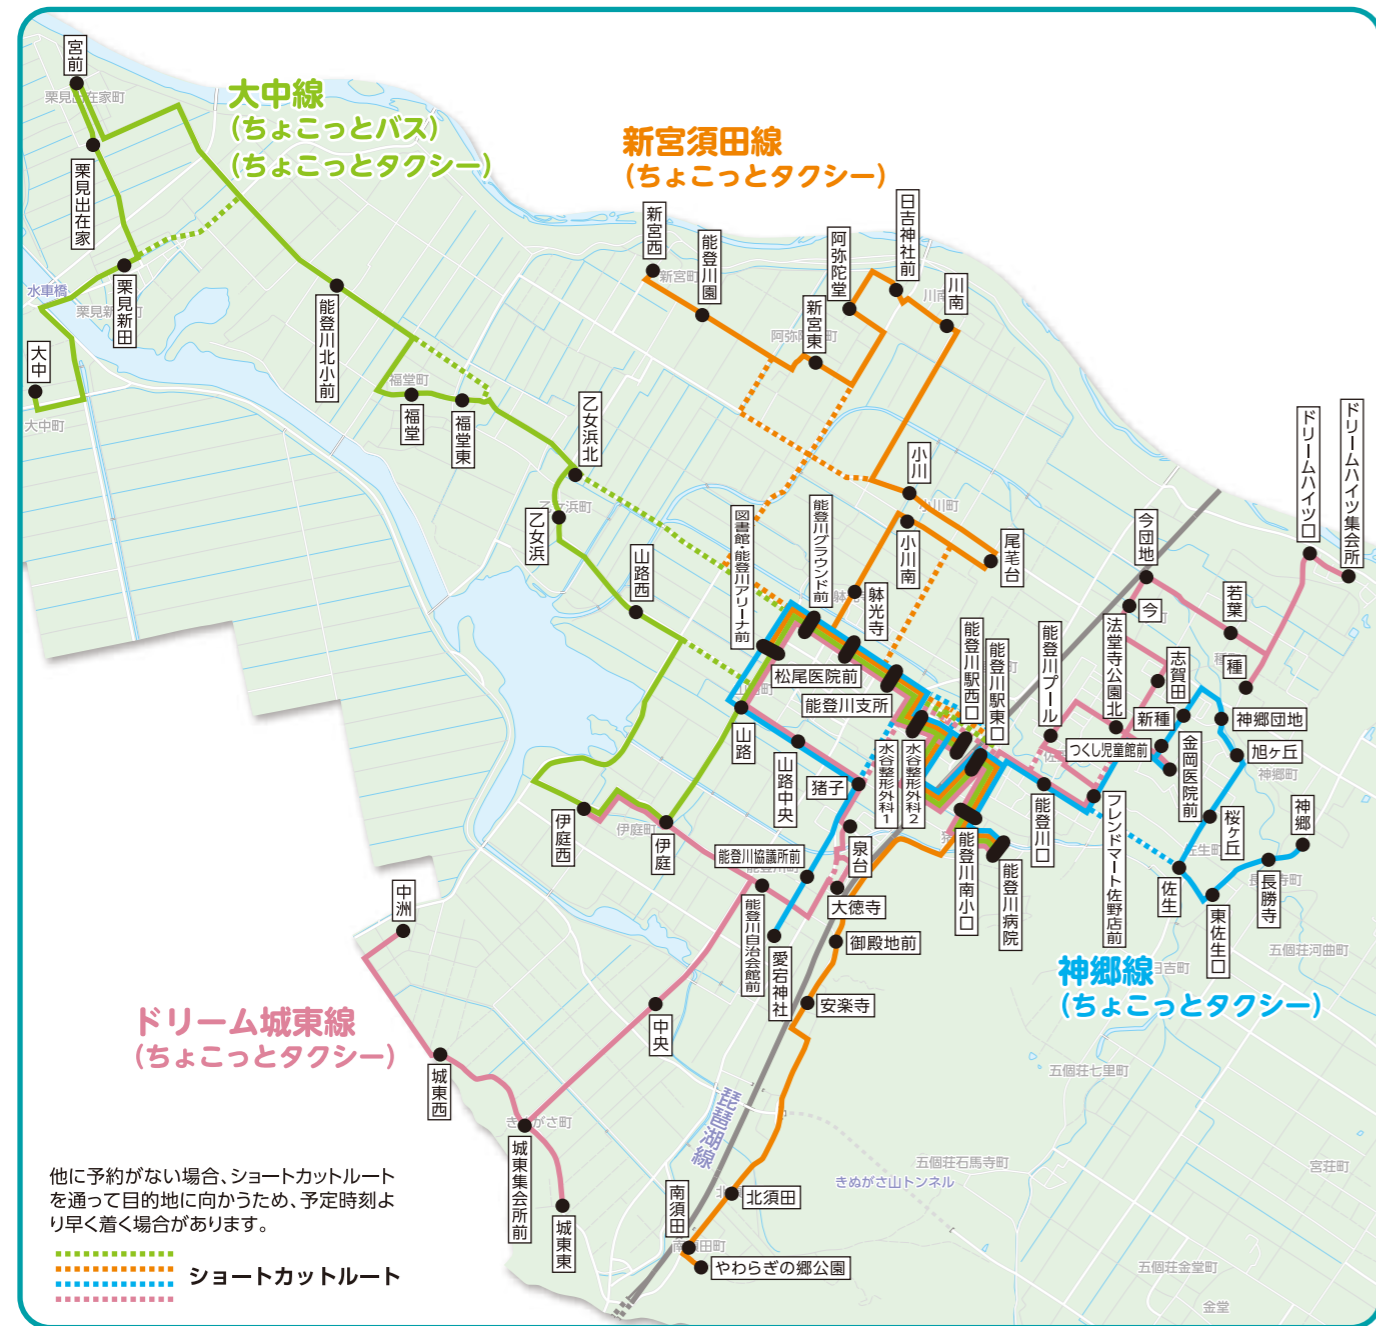 宮前
栗見出在家町
大中線
(ちょこっとバス)
(ちょこっとタクシー)
新宮須田線
(ちょこっとタクシー)
栗見出在家
水車橋
栗見新田
大中
大中町
能登川北小前
福堂町
福堂
福堂東
乙女浜北
乙女浜
山路西
新宮西
新宮町
能登川園
新宮東
阿弥陀堂
日吉神社前
川南
小川
小川町
小川南
尾苼台
躰光寺
能登川グラウンド前
図書館・能登川アリーナ前
松尾医院前
能登川支所
能登川駅西口
能登川駅東口
水谷整形外科1
水谷整形外科2
能登川南小口
能登川病院
山路
山路中央
猪子
泉台
大徳寺
能登川協議所前
能登川自治会館前
愛宕神社
御殿地前
安楽寺
伊庭西
伊庭町
伊庭
中洲
中央
城東西
城東集会所前
城東東
ドリーム城東線
(ちょこっとタクシー)
能登川プール
今団地
今
若葉
種
ドリームハイツ口
ドリームハイツ集会所
法堂寺公園北
志賀田
新種
つくし児童館前
金岡医院前
神郷団地
旭ヶ丘
神郷町
桜ヶ丘
神郷
長勝寺
佐生町
佐生
東佐生口
能登川口
フレンドマート佐野店前
神郷線
(ちょこっとタクシー)
五個荘河曲町
五個荘七里町
五個荘石馬寺町
きぬがさ山トンネル
宮荘町
五個荘金堂町
金堂
琵琶湖線
北須田
南須田
やわらぎの郷公園
他に予約がない場合、ショートカットルート
を通って目的地に向かうため、予定時刻よ
り早く着く場合があります。
ショートカットルート